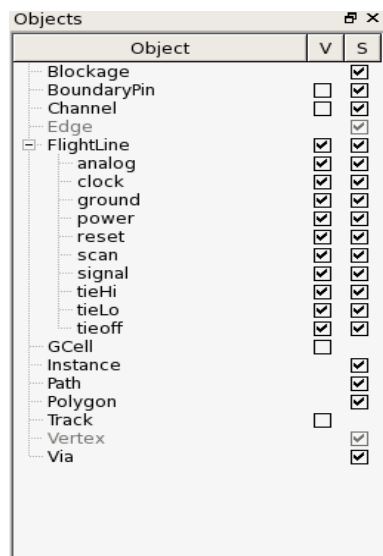 Objects
Object V S
Blockage
BoundaryPin
Channel
Edge
FlightLine
analog
clock
ground
power
reset
scan
signal
tieHi
tieLo
tieoff
GCell
Instance
Path
Polygon
Track
Vertex
Via